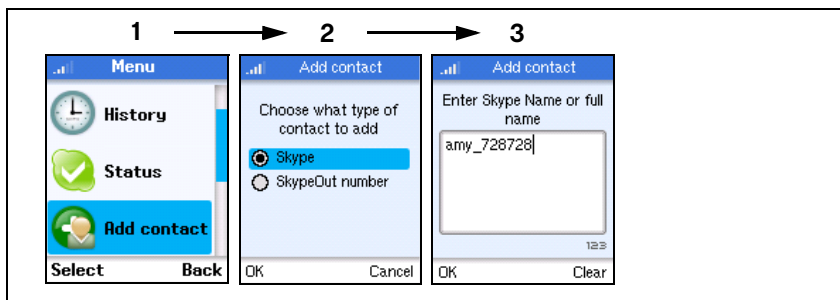 1 2 3
Menu
History
Status
Add contact
Select Back
Add contact
Choose what type of
contact to add
Skype
SkypeOut number
OK Cancel
Add contact
Enter Skype Name or full
name
amy_728728
123
OK Clear